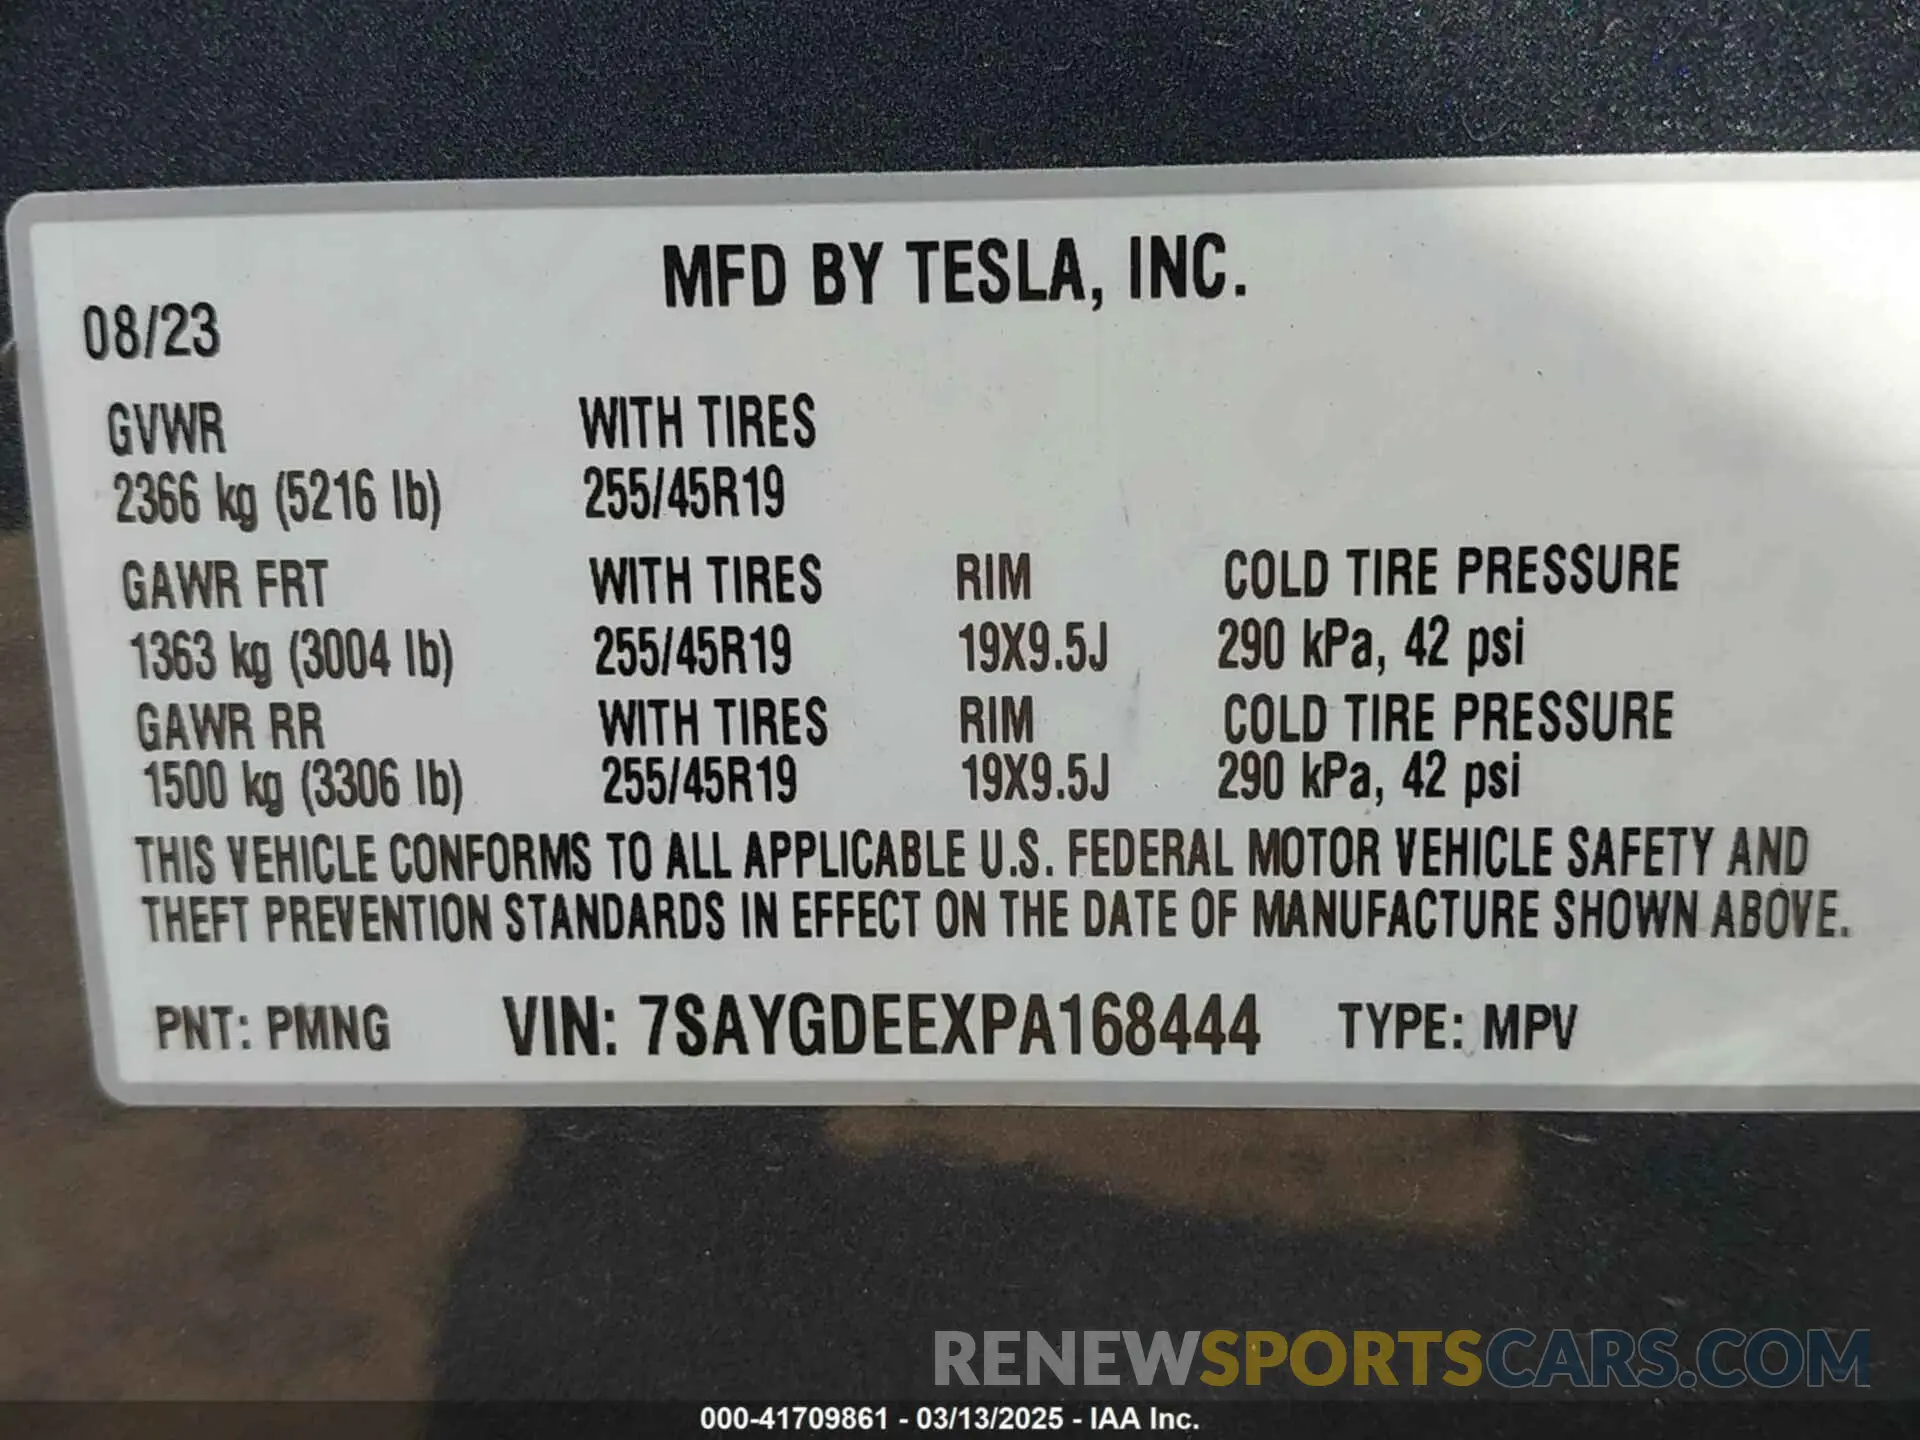 MFD BY TESLA, INC.
08/23
GVWR WITH TIRES
2366 kg (5216 lb) 255/45R19
GAWR FRT WITH TIRES RIM COLD TIRE PRESSURE
1363 kg (3004 lb) 255/45R19 19X9.5J 290 kPa, 42 psi
GAWR RR WITH TIRES RIM COLD TIRE PRESSURE
1500 kg (3306 lb) 255/45R19 19X9.5J 290 kPa, 42 psi
THIS VEHICLE CONFORMS TO ALL APPLICABLE U.S. FEDERAL MOTOR VEHICLE SAFETY AND
THEFT PREVENTION STANDARDS IN EFFECT ON THE DATE OF MANUFACTURE SHOWN ABOVE.
PNT: PMNG VIN: 7SAYGDEEXPA168444 TYPE: MPV
RENEWSPORTSCARS.COM
000-41709861 - 03/13/2025 - IAA Inc.